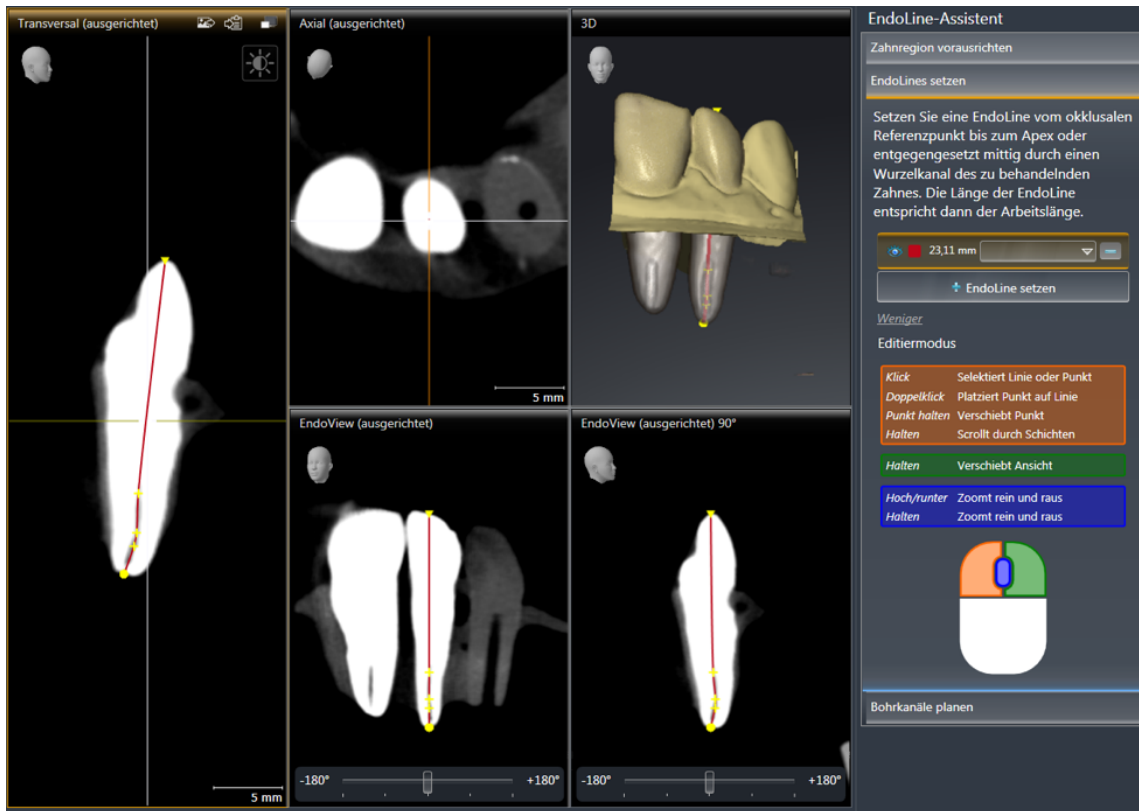 Transversal (ausgerichtet)
Axial (ausgerichtet)
5 mm
3D
5 mm
EndoView (ausgerichtet)
-180° +180°
EndoView (ausgerichtet) 90°
-180° +180°
EndoLine-Assistent
Zahnregion vorausrichten
EndoLines setzen
Setzen Sie eine EndoLine vom okklusalen
Referenzpunkt bis zum Apex oder
entgegengesetzt mittig durch einen
Wurzelkanal des zu behandelnden
Zahnes. Die Länge der EndoLine
entspricht dann der Arbeitslänge.
23,11 mm
EndoLine setzen
Weniger
Editiermodus
Klick Selektiert Linie oder Punkt
Doppelklick Platziert Punkt auf Linie
Punkt halten Verschiebt Punkt
Halten Scrollt durch Schichten
Halten Verschiebt Ansicht
Hoch/runter Zoomt rein und raus
Halten Zoomt rein und raus
Bohrkanäle planen